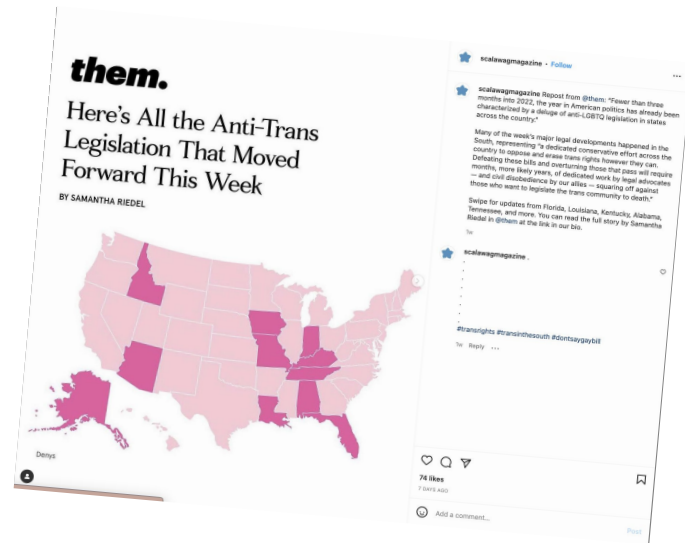 them.
Here's All the Anti-Trans
Legislation That Moved
Forward This Week
BY SAMANTHA RIEDEL
Denys
scalawagmagazine • Follow
scalawagmagazine Repost from @them: "Fewer than three
months into 2022, the year in American politics has already been
characterized by a deluge of anti-LGBTQ legislation in states
across the country."
Many of the week's major legal developments happened in the
South, representing "a dedicated conservative effort across the
country to oppose and erase trans rights however they can.
Defeating these bills and overturning those that pass will require
months, more likely years, of dedicated work by legal advocates
— and civil disobedience by our allies — squaring off against
those who want to legislate the trans community to death."
Swipe for updates from Florida, Louisiana, Kentucky, Alabama,
Tennessee, and more. You can read the full story by Samantha
Riedel in @them at the link in our bio.
1w
scalawagmagazine .
.
.
.
.
.
.
.
#transrights #transinthesouth #dontsaygaybill
1w Reply ...
74 likes
7 DAYS AGO
Add a comment...
Post